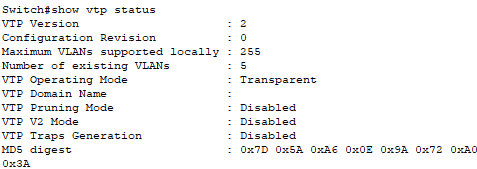 Switch#show vtp status
VTP Version                     : 2
Configuration Revision          : 0
Maximum VLANs supported locally : 255
Number of existing VLANs        : 5
VTP Operating Mode              : Transparent
VTP Domain Name                 :
VTP Pruning Mode                : Disabled
VTP V2 Mode                     : Disabled
VTP Traps Generation            : Disabled
MD5 digest                      : 0x7D 0x5A 0xA6 0x0E 0x9A 0x72 0xA0
0x3A